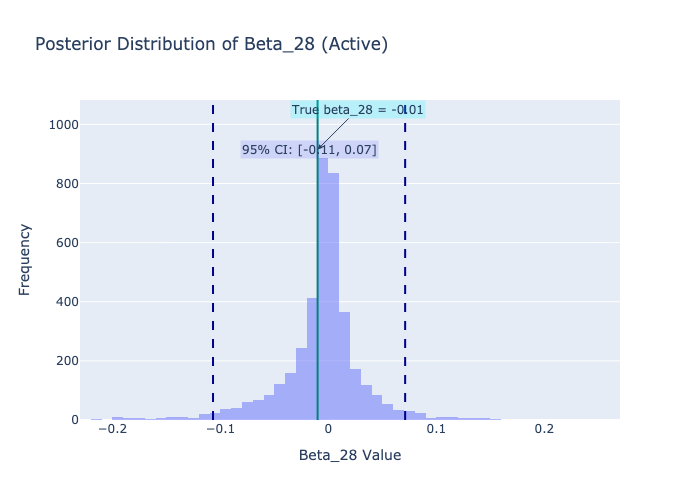 Posterior Distribution of Beta_28 (Active)
True beta_28 = -0.01
95% CI: [-0.11, 0.07]
1000
800
600
400
200
0
Frequency
−0.2
−0.1
0
0.1
0.2
Beta_28 Value